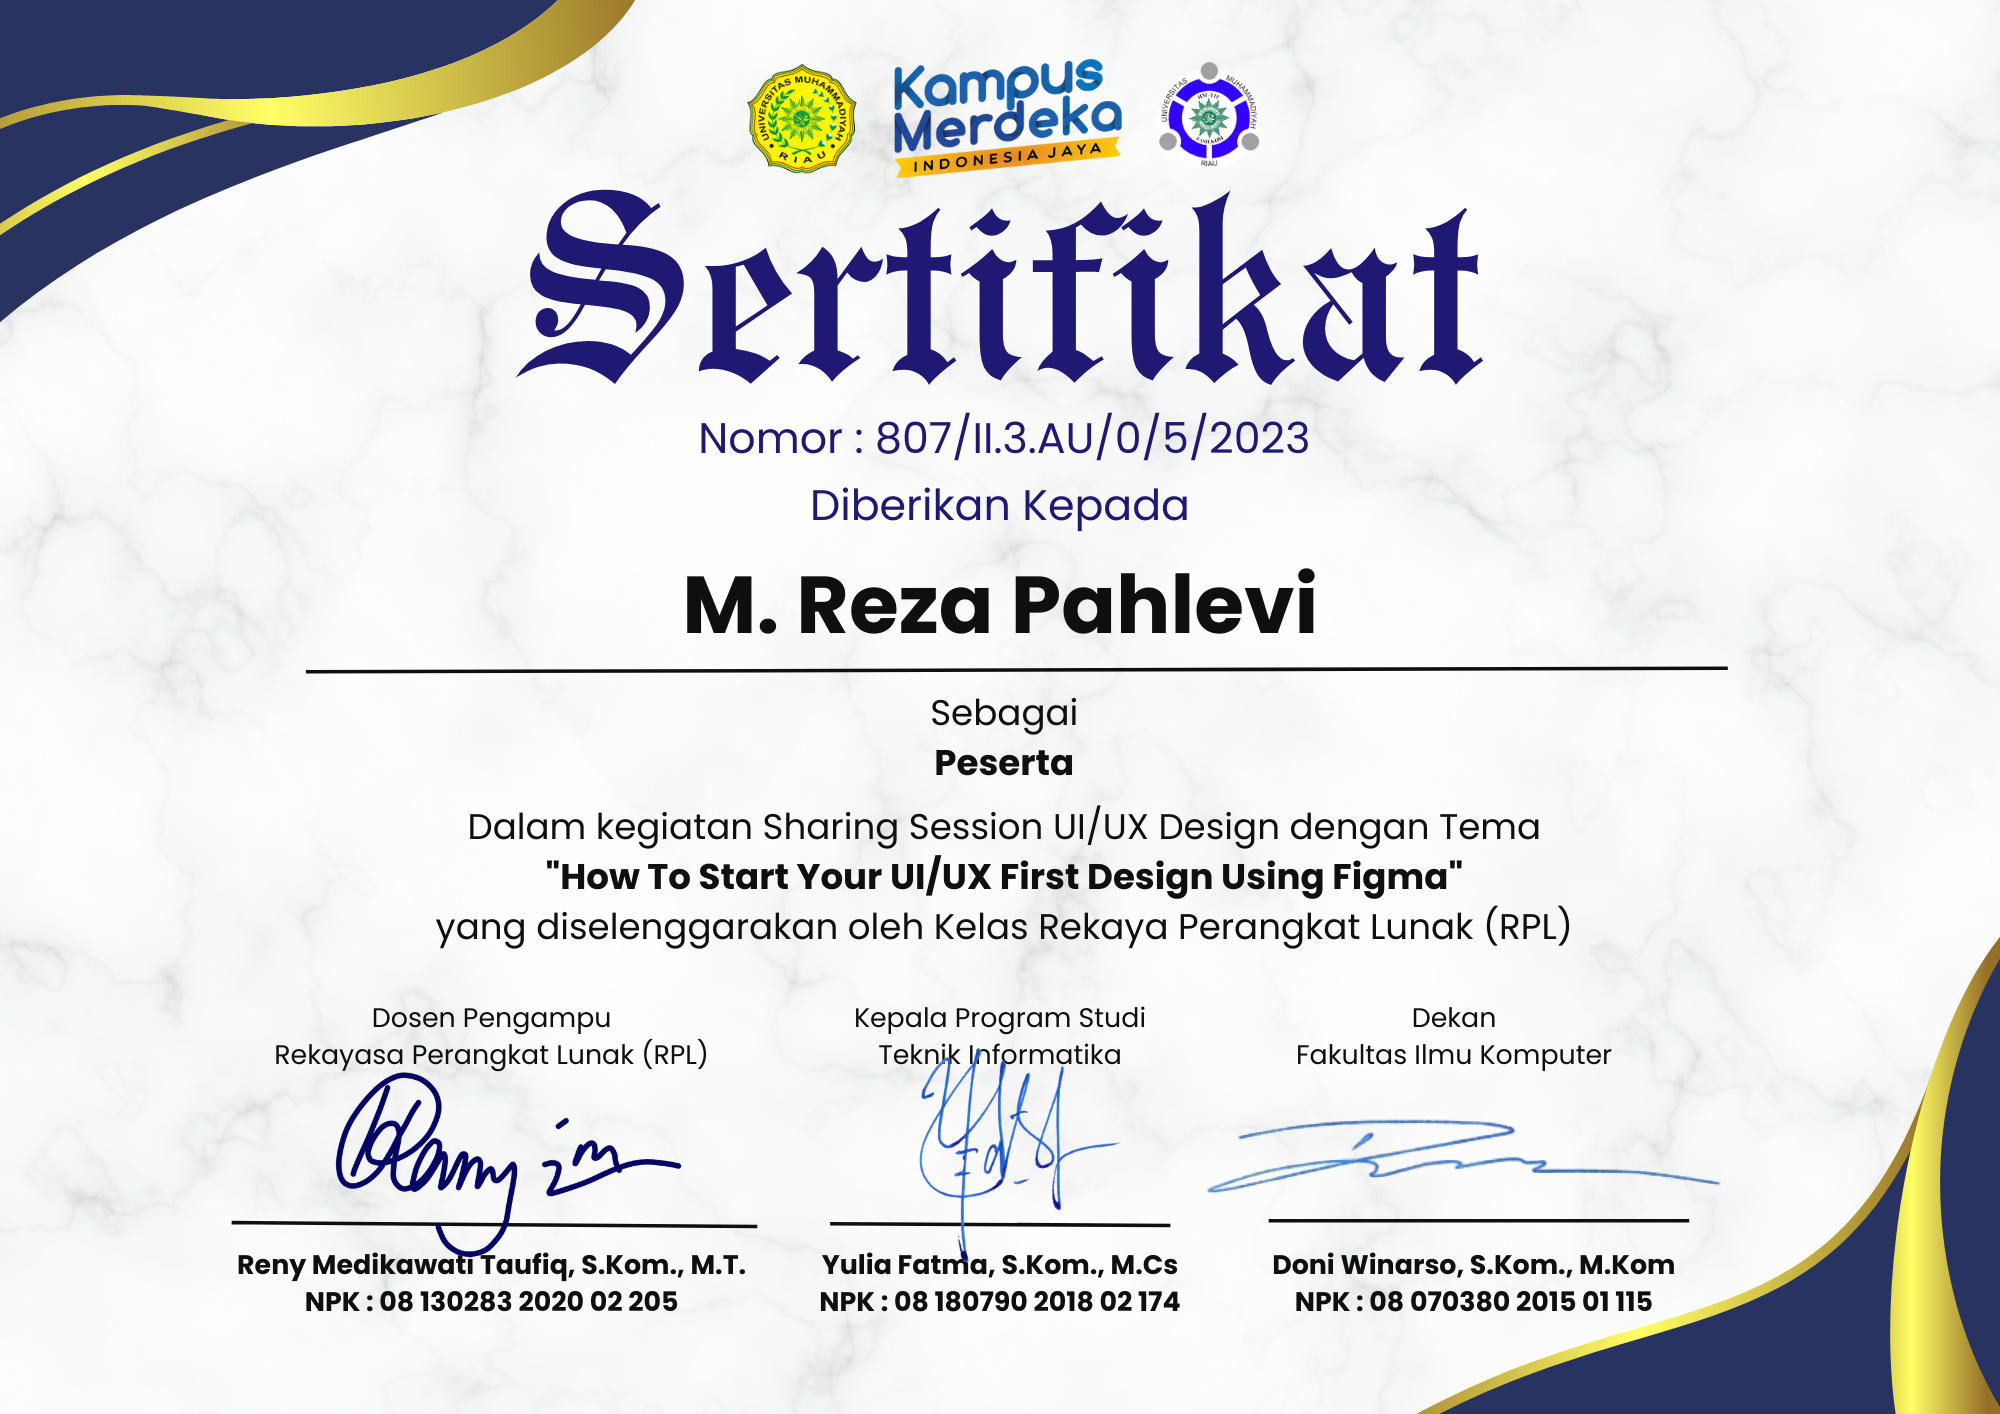 UNIVERSITAS MUHAMMADIYAH
RIAU
Kampus
Merdeka
INDONESIA JAYA
UNIVERSITAS MUHAMMADIYAH
RIAU
Sertifikat
Nomor : 807/II.3.AU/0/5/2023
Diberikan Kepada
M. Reza Pahlevi
Sebagai
Peserta
Dalam kegiatan Sharing Session UI/UX Design dengan Tema
"How To Start Your UI/UX First Design Using Figma"
yang diselenggarakan oleh Kelas Rekaya Perangkat Lunak (RPL)
Dosen Pengampu
Rekayasa Perangkat Lunak (RPL)
Kepala Program Studi
Teknik Informatika
Dekan
Fakultas Ilmu Komputer
Reny Medikawati Taufiq, S.Kom., M.T.
NPK : 08 130283 2020 02 205
Yulia Fatma, S.Kom., M.Cs
NPK : 08 180790 2018 02 174
Doni Winarso, S.Kom., M.Kom
NPK : 08 070380 2015 01 115